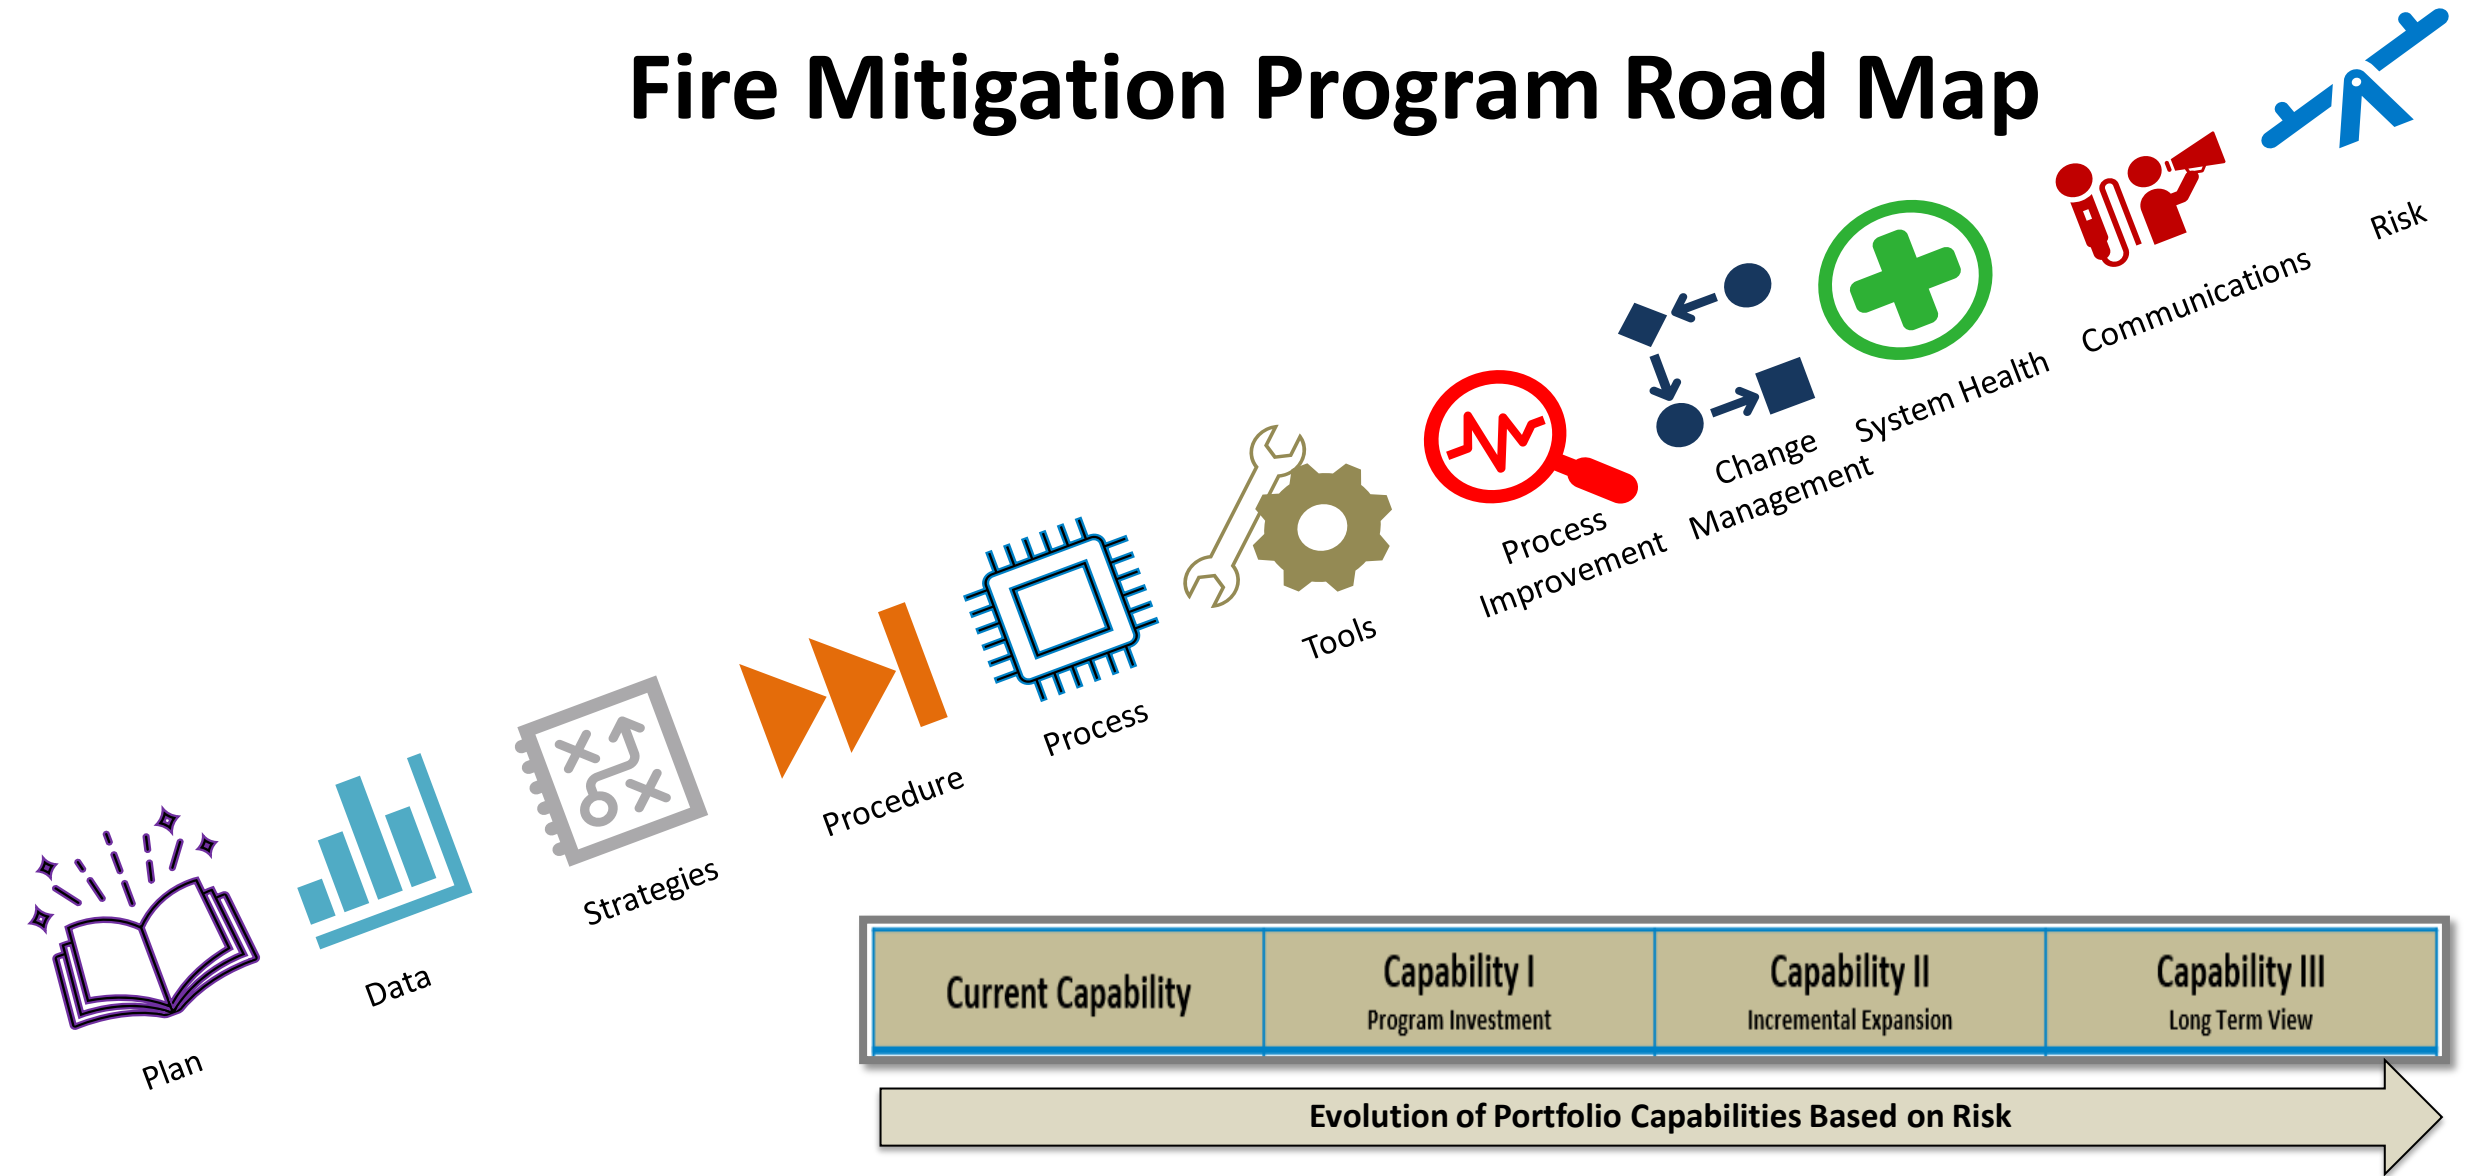 Fire Mitigation Program Road Map
Plan
Data
Strategies
Procedure
Process
Tools
Process
Improvement
Change
Management
System Health
Communications
Risk
Current Capability
Capability I
Program Investment
Capability II
Incremental Expansion
Capability III
Long Term View
Evolution of Portfolio Capabilities Based on Risk